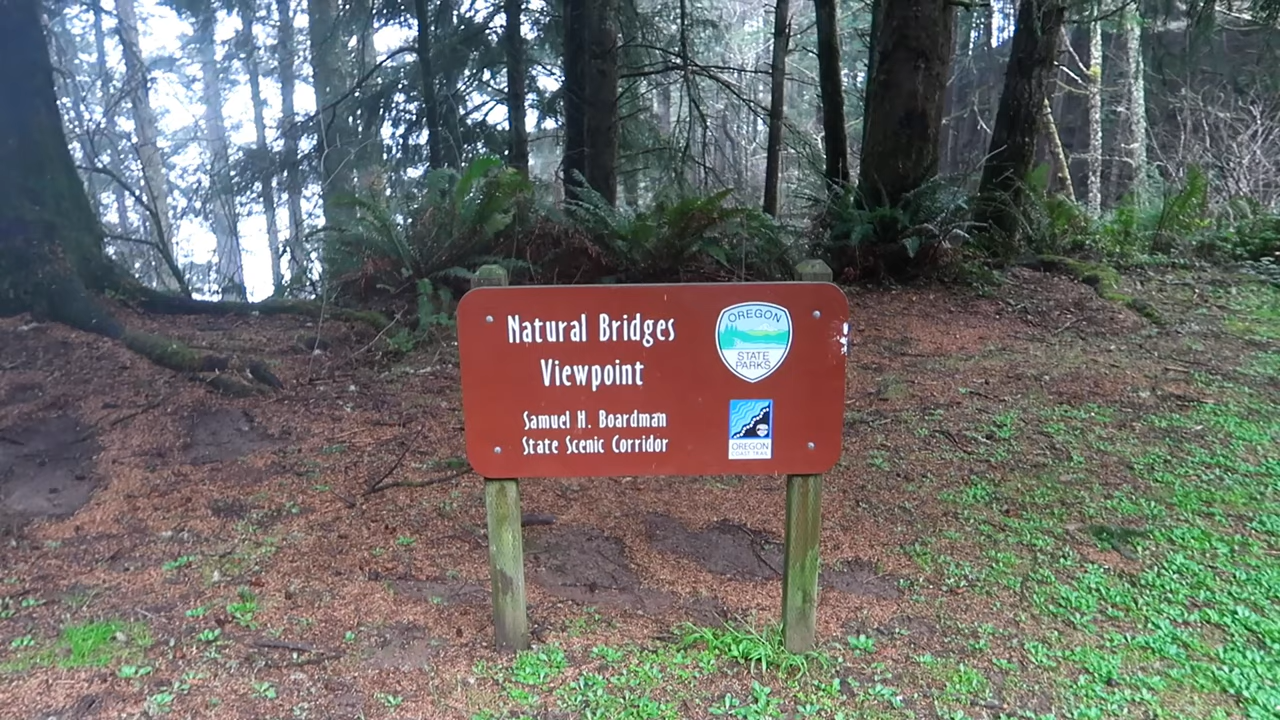 Natural Bridges
Viewpoint
Samuel H. Boardman
State Scenic Corridor
OREGON
STATE
PARKS
OREGON
COAST TRAIL